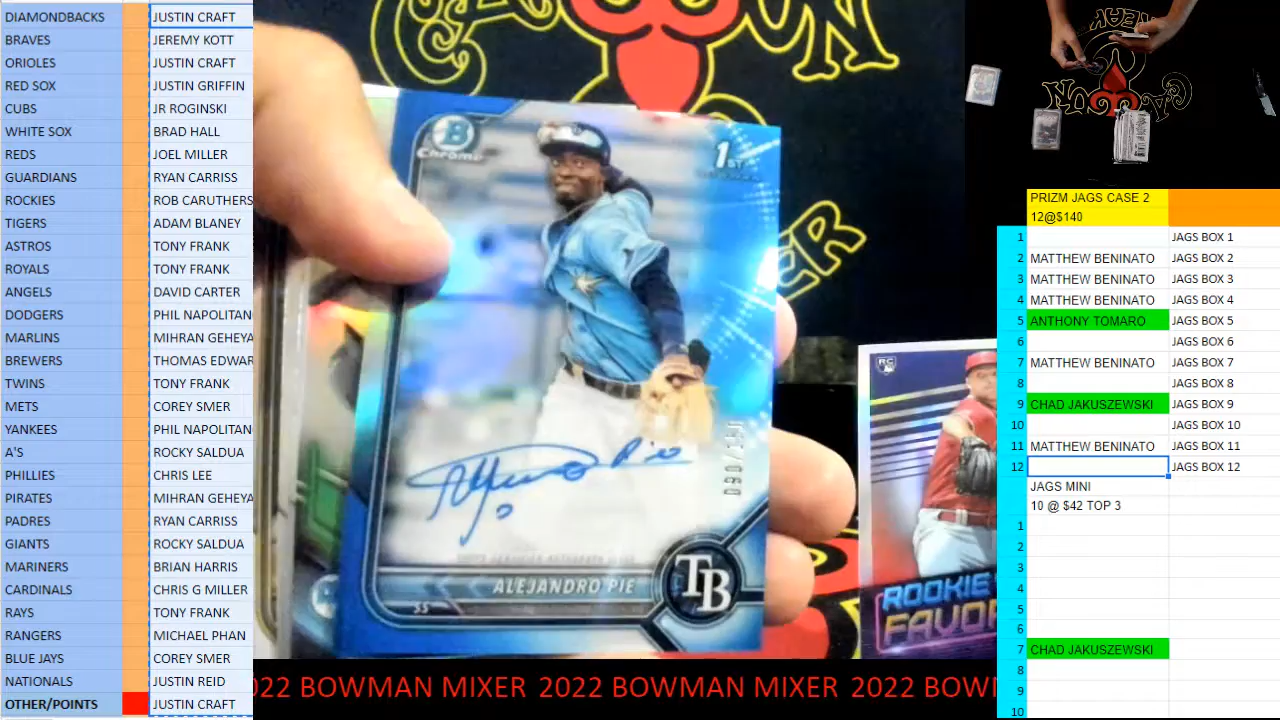 DIAMONDBACKS JUSTIN CRAFT
BRAVES JEREMY KOTT
ORIOLES JUSTIN CRAFT
RED SOX JUSTIN GRIFFIN
CUBS JR ROGINSKI
WHITE SOX BRAD HALL
REDS JOEL MILLER
GUARDIANS RYAN CARRISS
ROCKIES ROB CARUTHERS
TIGERS ADAM BLANEY
ASTROS TONY FRANK
ROYALS TONY FRANK
ANGELS DAVID CARTER
DODGERS PHIL NAPOLITAN
MARLINS MIHRAN GEHEYA
BREWERS THOMAS EDWAR
TWINS TONY FRANK
METS COREY SMER
YANKEES PHIL NAPOLITAN
A'S ROCKY SALDUA
PHILLIES CHRIS LEE
PIRATES MIHRAN GEHEYA
PADRES RYAN CARRISS
GIANTS ROCKY SALDUA
MARINERS BRIAN HARRIS
CARDINALS CHRIS G MILLER
RAYS TONY FRANK
RANGERS MICHAEL PHAN
BLUE JAYS COREY SMER
NATIONALS JUSTIN REID
OTHER/POINTS JUSTIN CRAFT
B
Chrome
1ST
ALEJANDRO PIE
SS
TB
RC
ROOKIE
FAVOR
022 BOWMAN MIXER 2022 BOWMAN MIXER 2022 BOWN
PRIZM JAGS CASE 2
12@$140
1 JAGS BOX 1
2 MATTHEW BENINATO JAGS BOX 2
3 MATTHEW BENINATO JAGS BOX 3
4 MATTHEW BENINATO JAGS BOX 4
5 ANTHONY TOMARO JAGS BOX 5
6 JAGS BOX 6
7 MATTHEW BENINATO JAGS BOX 7
8 JAGS BOX 8
9 CHAD JAKUSZEWSKI JAGS BOX 9
10 JAGS BOX 10
11 MATTHEW BENINATO JAGS BOX 11
12 JAGS BOX 12
JAGS MINI
10 @ $42 TOP 3
1
2
3
4
5
6
7 CHAD JAKUSZEWSKI
8
9
10